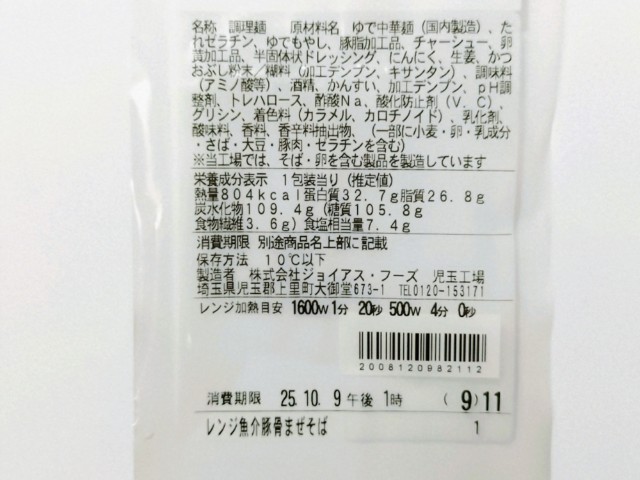 名称 調理麺 原材料名 ゆで中華麺（国内製造）、た
れゼラチン、ゆでもやし、豚脂加工品、チャーシュー、卵
黄加工品、半固体状ドレッシング、にんにく、生姜、かつ
おぶし粉末／糊料（加工デンプン、キサンタン）、調味料
（アミノ酸等）、酒精、かんすい、加工デンプン、pH調
整剤、トレハロース、酢酸Na、酸化防止剤（V．C）、
グリシン、着色料（カラメル、カロチノイド）、乳化剤、
酸味料、香料、香辛料抽出物、（一部に小麦・卵・乳成分
・さば・大豆・豚肉・ゼラチンを含む）
※当工場では、そば・卵を含む製品を製造しています
栄養成分表示 1包装当り（推定値）
熱量804kcal蛋白質32.7g脂質26.8g
炭水化物109.4g（糖質105.8g
食物繊維3.6g）食塩相当量7.4g
消費期限 別途商品名上部に記載
保存方法 10℃以下
製造者 株式会社ジョイアス・フーズ 児玉工場
埼玉県児玉郡上里町大御堂673-1 TEL0120-153171
レンジ加熱目安 1600W 1分 20秒 500W 4分 0秒
2008120982112
消費期限 25.10.9午後1時 （9）11
レンジ魚介豚骨まぜそば 1